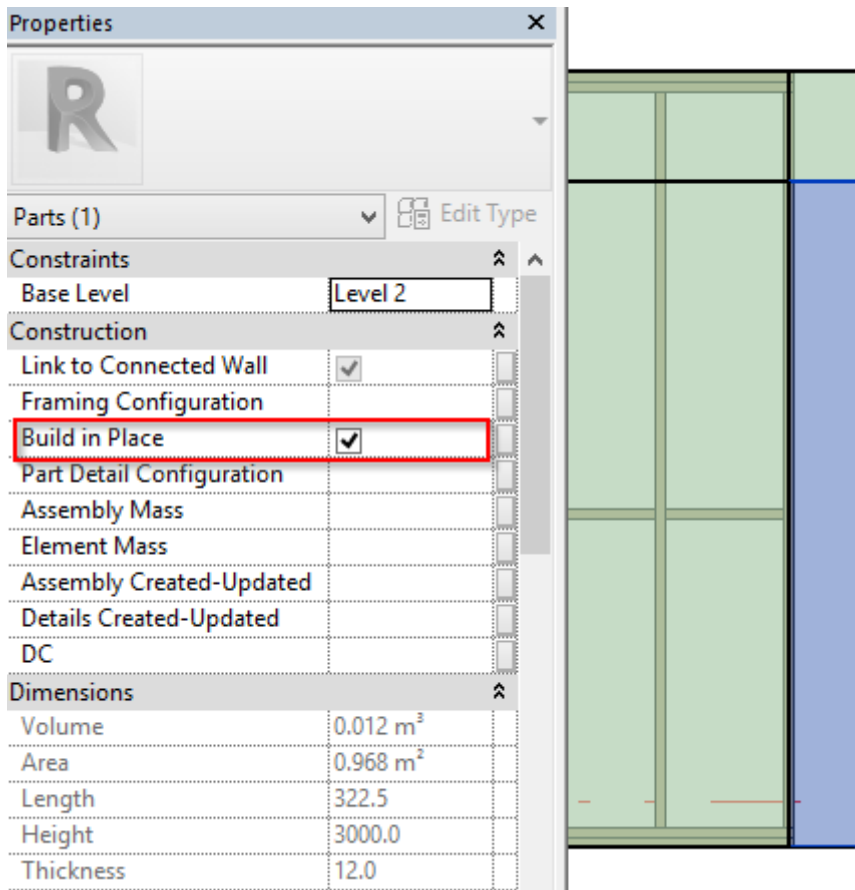 Properties
R
Parts (1) Edit Type
Constraints
Base Level Level 2
Construction
Link to Connected Wall
Framing Configuration
Build in Place
Part Detail Configuration
Assembly Mass
Element Mass
Assembly Created-Updated
Details Created-Updated
DC
Dimensions
Volume 0.012 m³
Area 0.968 m²
Length 322.5
Height 3000.0
Thickness 12.0